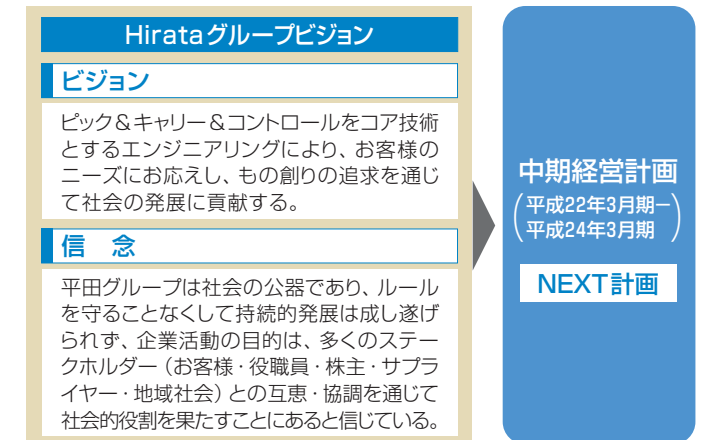 Hirataグループビジョン
ビジョン
ピック＆キャリー＆コントロールをコア技術
とするエンジニアリングにより、お客様の
ニーズにお応えし、もの創りの追求を通じ
て社会の発展に貢献する。
信　念
平田グループは社会の公器であり、ルール
を守ることなくして持続的発展は成し遂げ
られず、企業活動の目的は、多くのステー
クホルダー（お客様・役職員・株主・サプラ
イヤー・地域社会）との互恵・協調を通じて
社会的役割を果たすことにあると信じている。
中期経営計画
（平成22年3月期ー
平成24年3月期）
NEXT計画